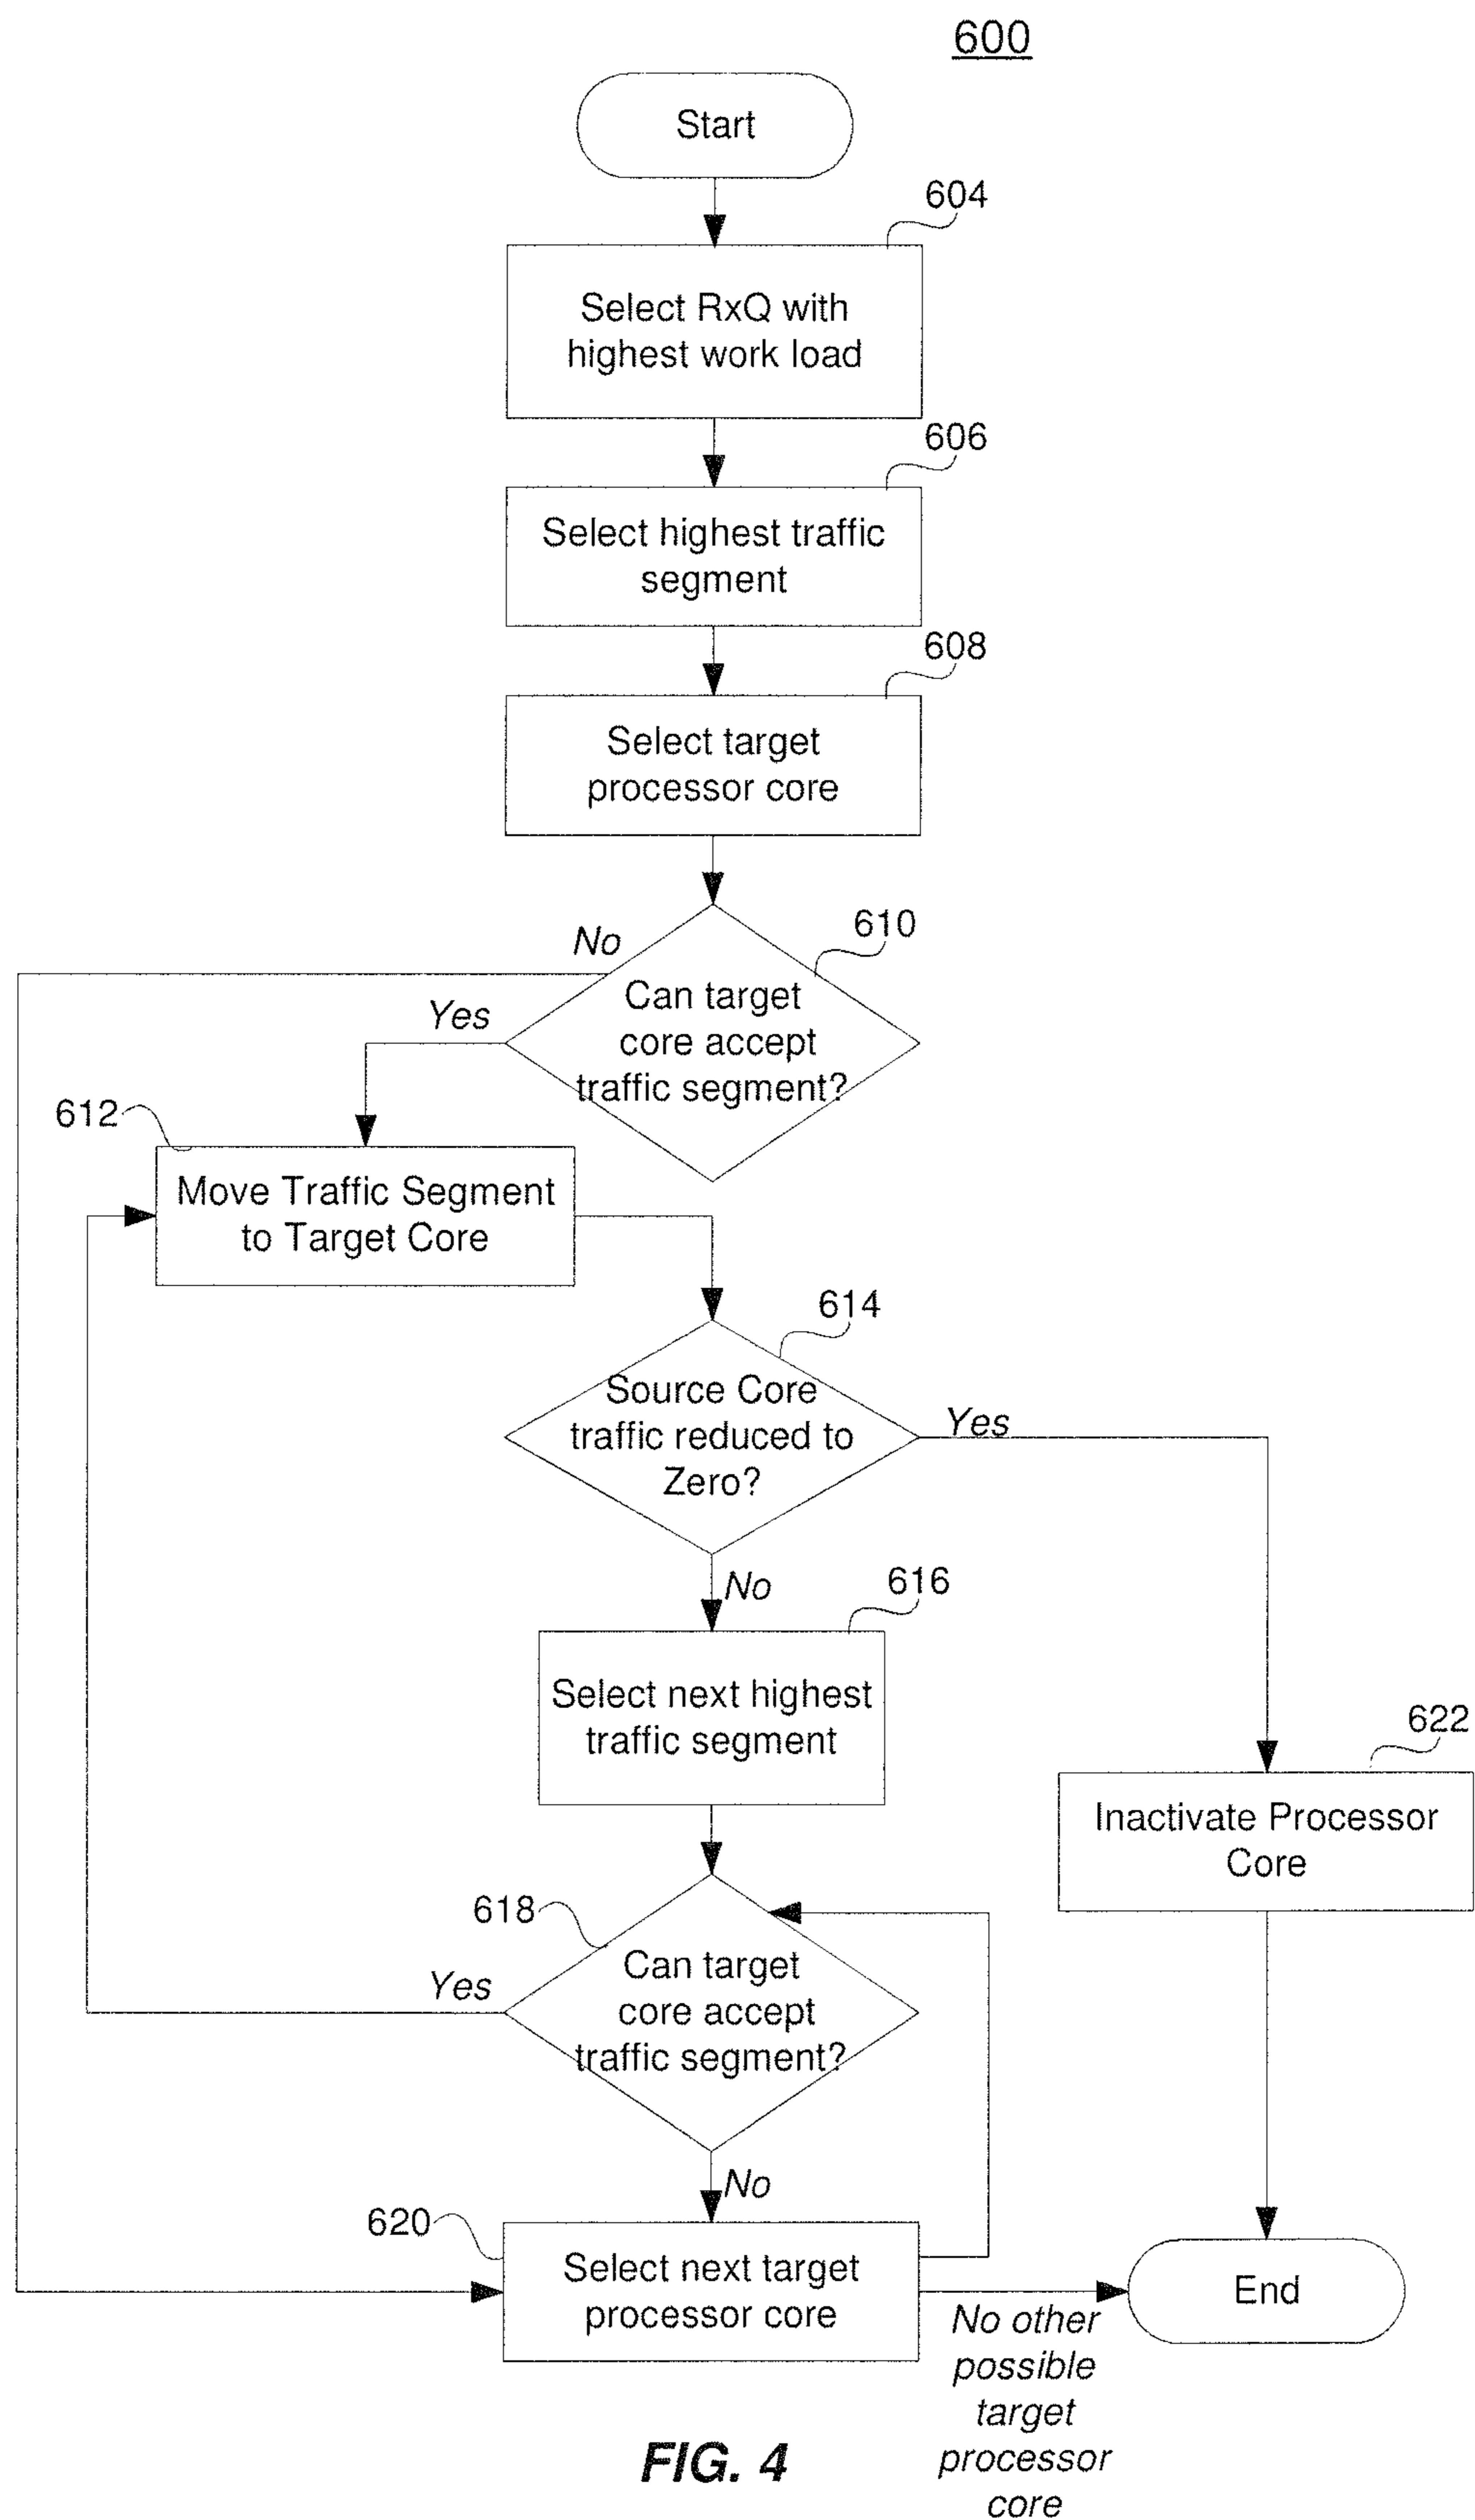 600
Start
604
Select RxQ with
highest work load
606
Select highest traffic
segment
608
Select target
processor core
610
No
Can target
core accept
traffic segment?
Yes
612
Move Traffic Segment
to Target Core
614
Source Core
traffic reduced to
Zero?
Yes
No
616
Select next highest
traffic segment
622
Inactivate Processor
Core
618
Can target
core accept
traffic segment?
Yes
No
620
Select next target
processor core
End
No other
possible
target
processor
core
FIG. 4